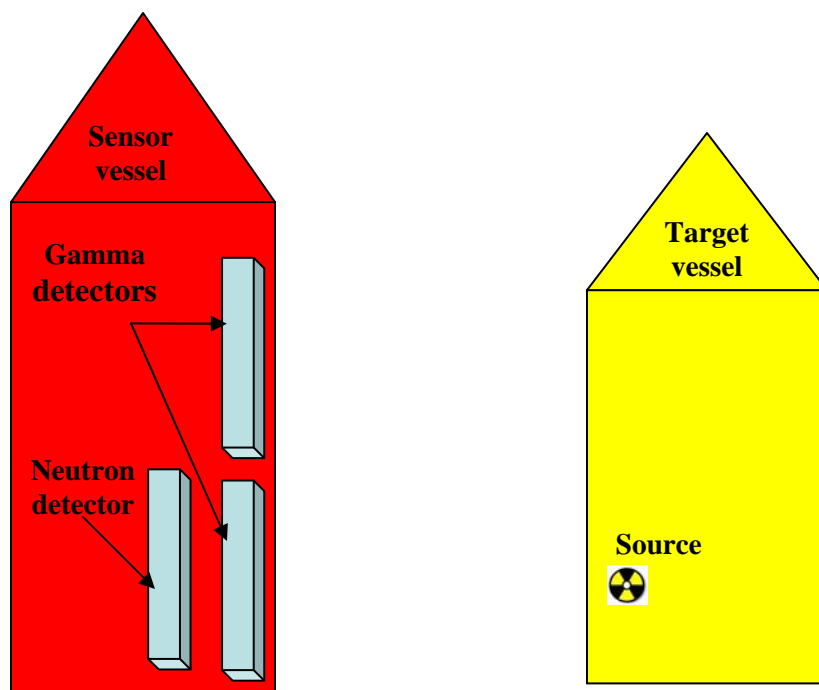 Sensor
vessel
Gamma
detectors
Neutron
detector
Target
vessel
Source